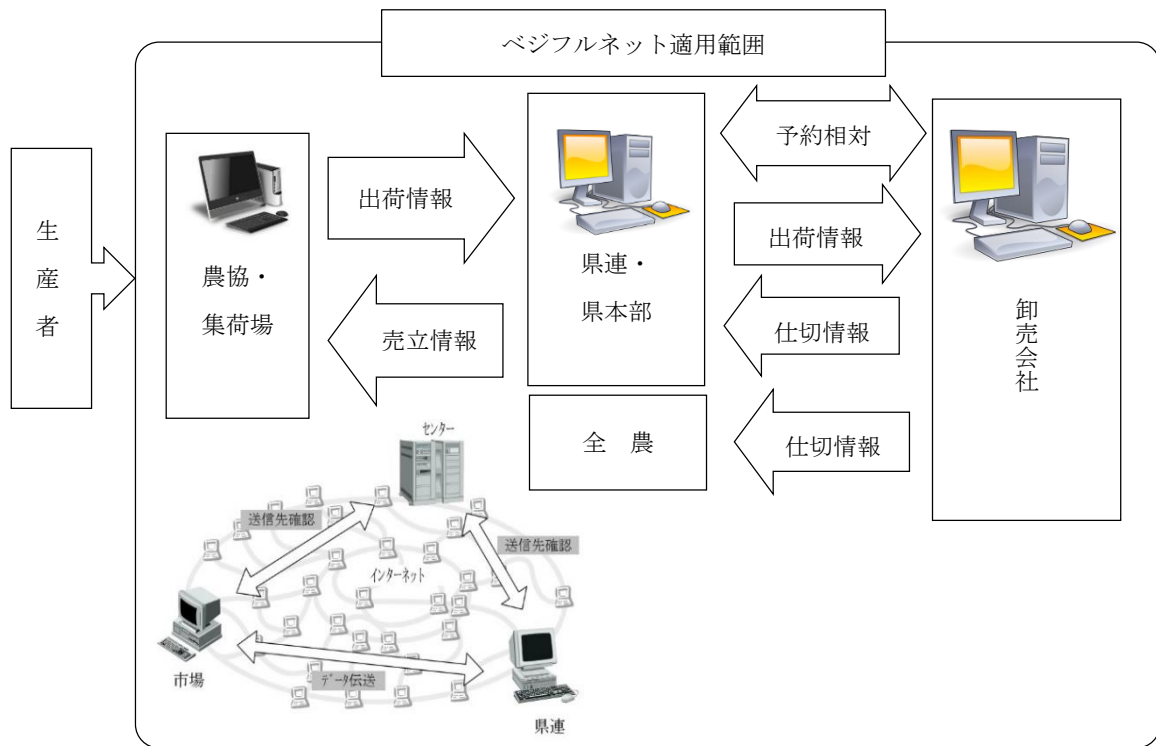 ベジフルネット適用範囲
生産者
農協・
集荷場
出荷情報
売立情報
県連・
県本部
全 農
予約相対
出荷情報
仕切情報
仕切情報
卸売会社
センター
送信先確認
送信先確認
インターネット
市場
データ伝送
県連